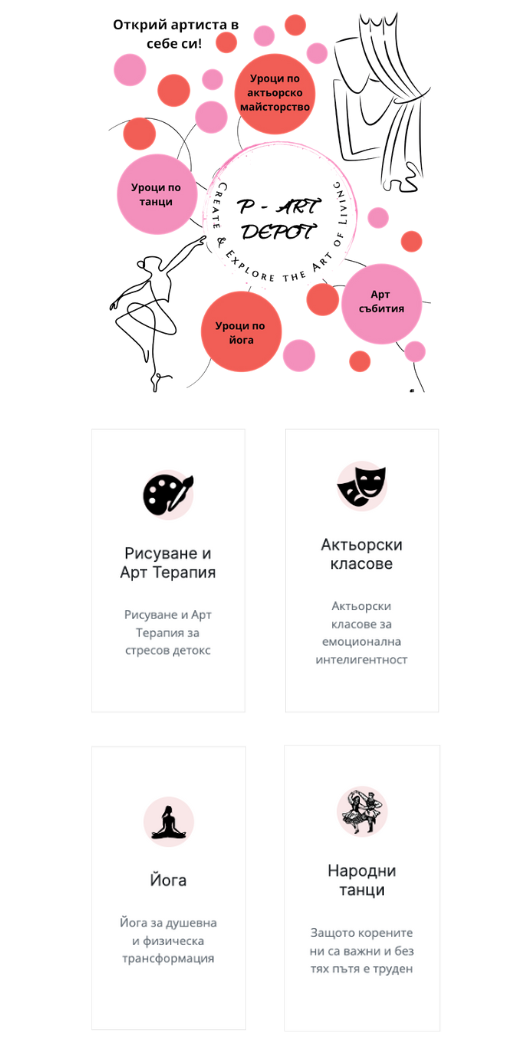 Открий артиста в
себе си!
Уроци по
актьорско
майсторство
Уроци по
танци
CREATE & EXPLORE THE ART OF LIVING
P - ART
DEPOT
Арт
събития
Уроци по
йога
Рисуване и
Арт Терапия
Рисуване и Арт
Терапия за
стресов детокс
Актьорски
класове
Актьорски
класове за
емоционална
интелигентност
Йога
Йога за душевна
и физическа
трансформация
Народни
танци
Защото корените
ни са важни и без
тях пътя е труден